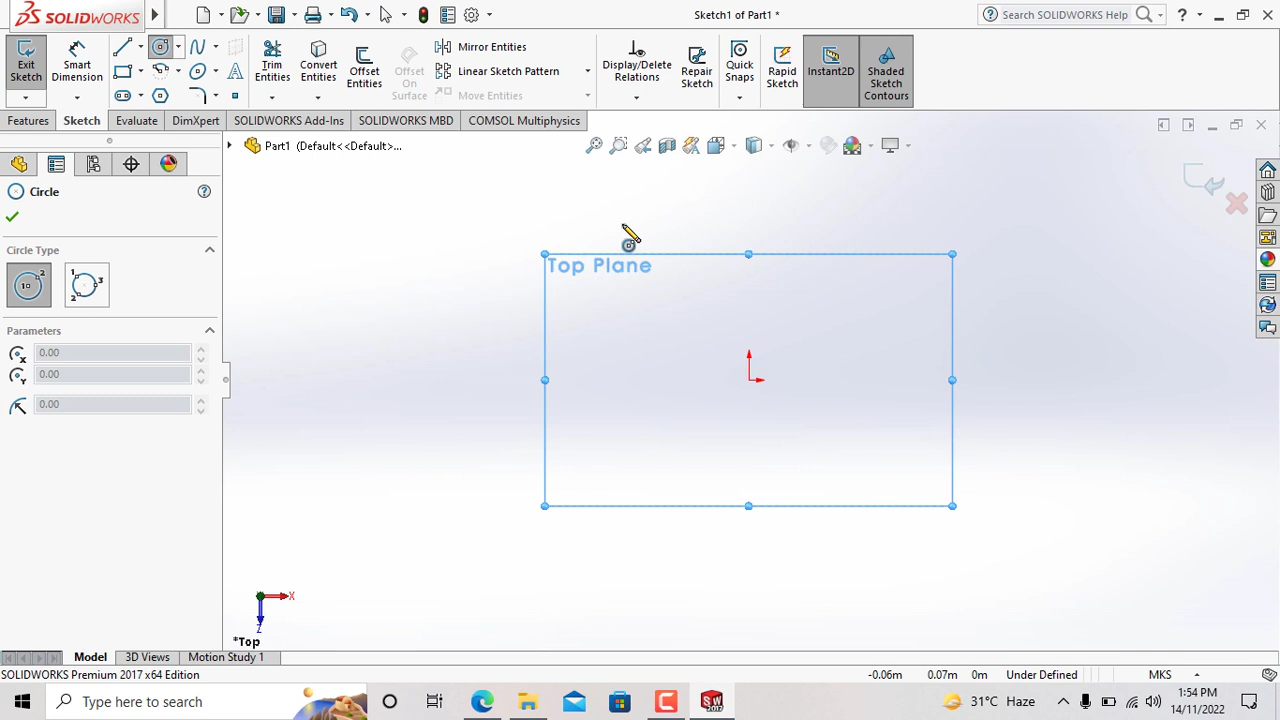 SOLIDWORKS
Sketch1 of Part1 *
Search SOLIDWORKS Help
?
Exit Sketch
Smart Dimension
Trim Entities
Convert Entities
Offset Entities
Offset On Surface
Mirror Entities
Linear Sketch Pattern
Move Entities
Display/Delete Relations
Repair Sketch
Quick Snaps
Rapid Sketch
Instant2D
Shaded Sketch Contours
Features
Sketch
Evaluate
DimXpert
SOLIDWORKS Add-Ins
SOLIDWORKS MBD
COMSOL Multiphysics
Part1 (Default<<Default>...
Circle
?
Circle Type
Parameters
0.00
0.00
0.00
Top Plane
X
Z
*Top
Model
3D Views
Motion Study 1
SOLIDWORKS Premium 2017 x64 Edition
-0.06m
0.07m
0m
Under Defined
MKS
Type here to search
31°C Haze
1:54 PM
14/11/2022